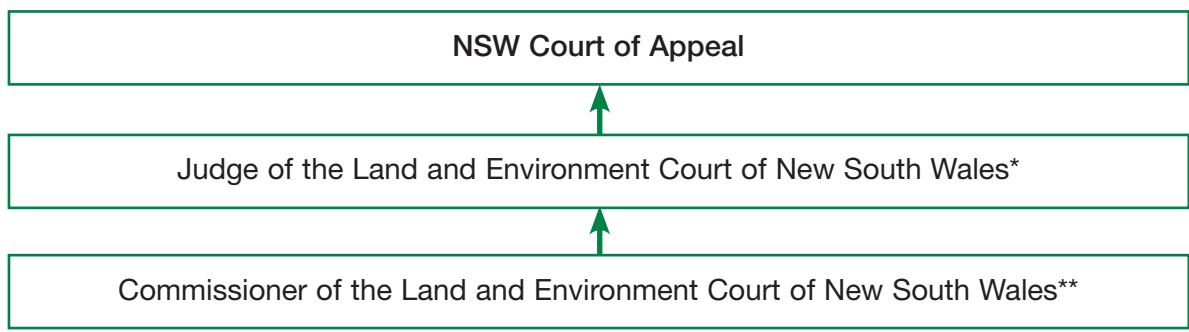 NSW Court of Appeal
Judge of the Land and Environment Court of New South Wales*
Commissioner of the Land and Environment Court of New South Wales**